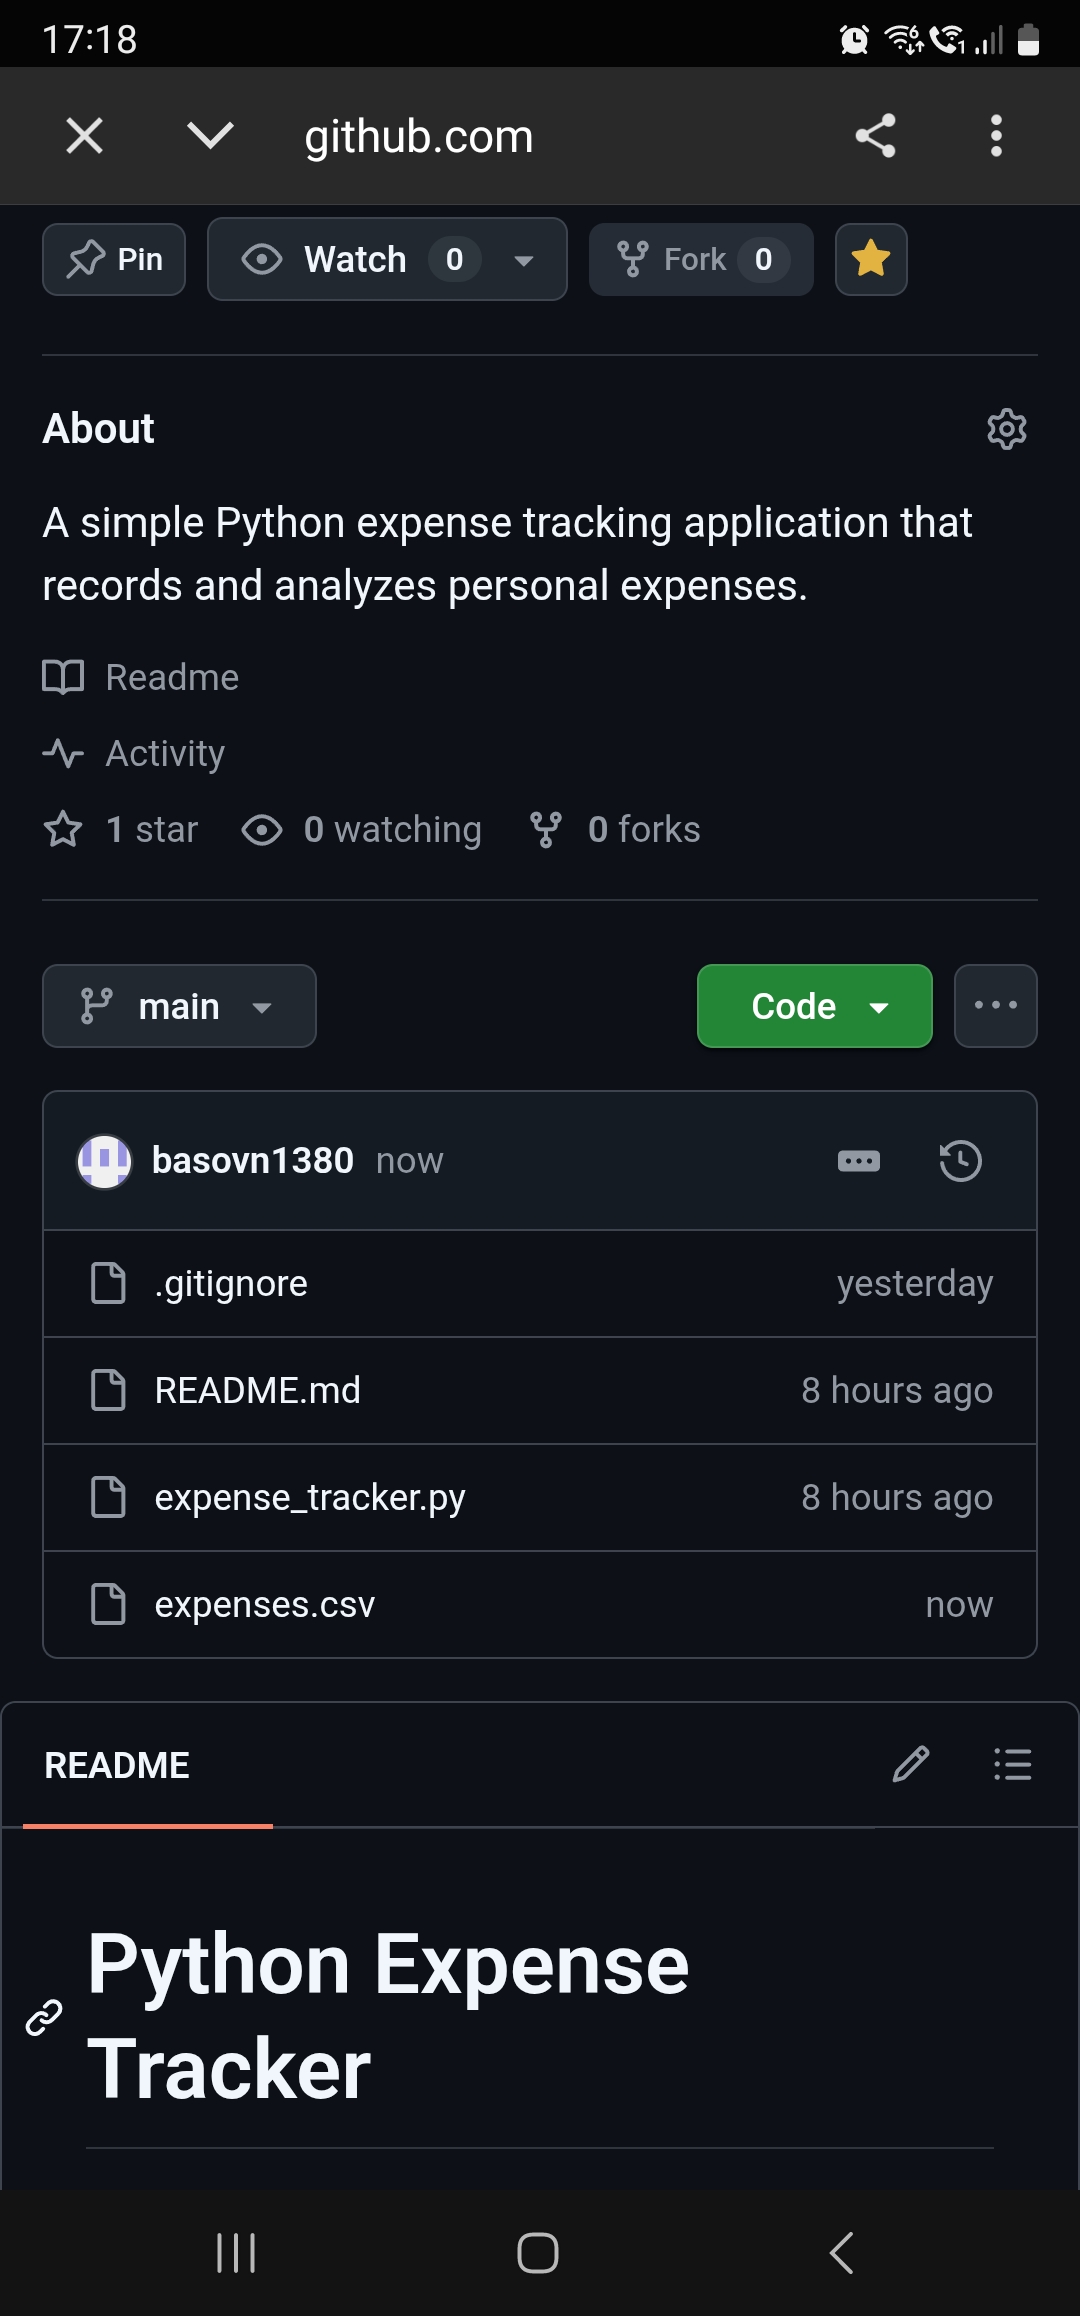 17:18
6
1
github.com
Pin
Watch 0
Fork 0
About
A simple Python expense tracking application that
records and analyzes personal expenses.
Readme
Activity
1 star 0 watching 0 forks
main
Code
basovn1380 now
.gitignore yesterday
README.md 8 hours ago
expense_tracker.py 8 hours ago
expenses.csv now
README
Python Expense
Tracker